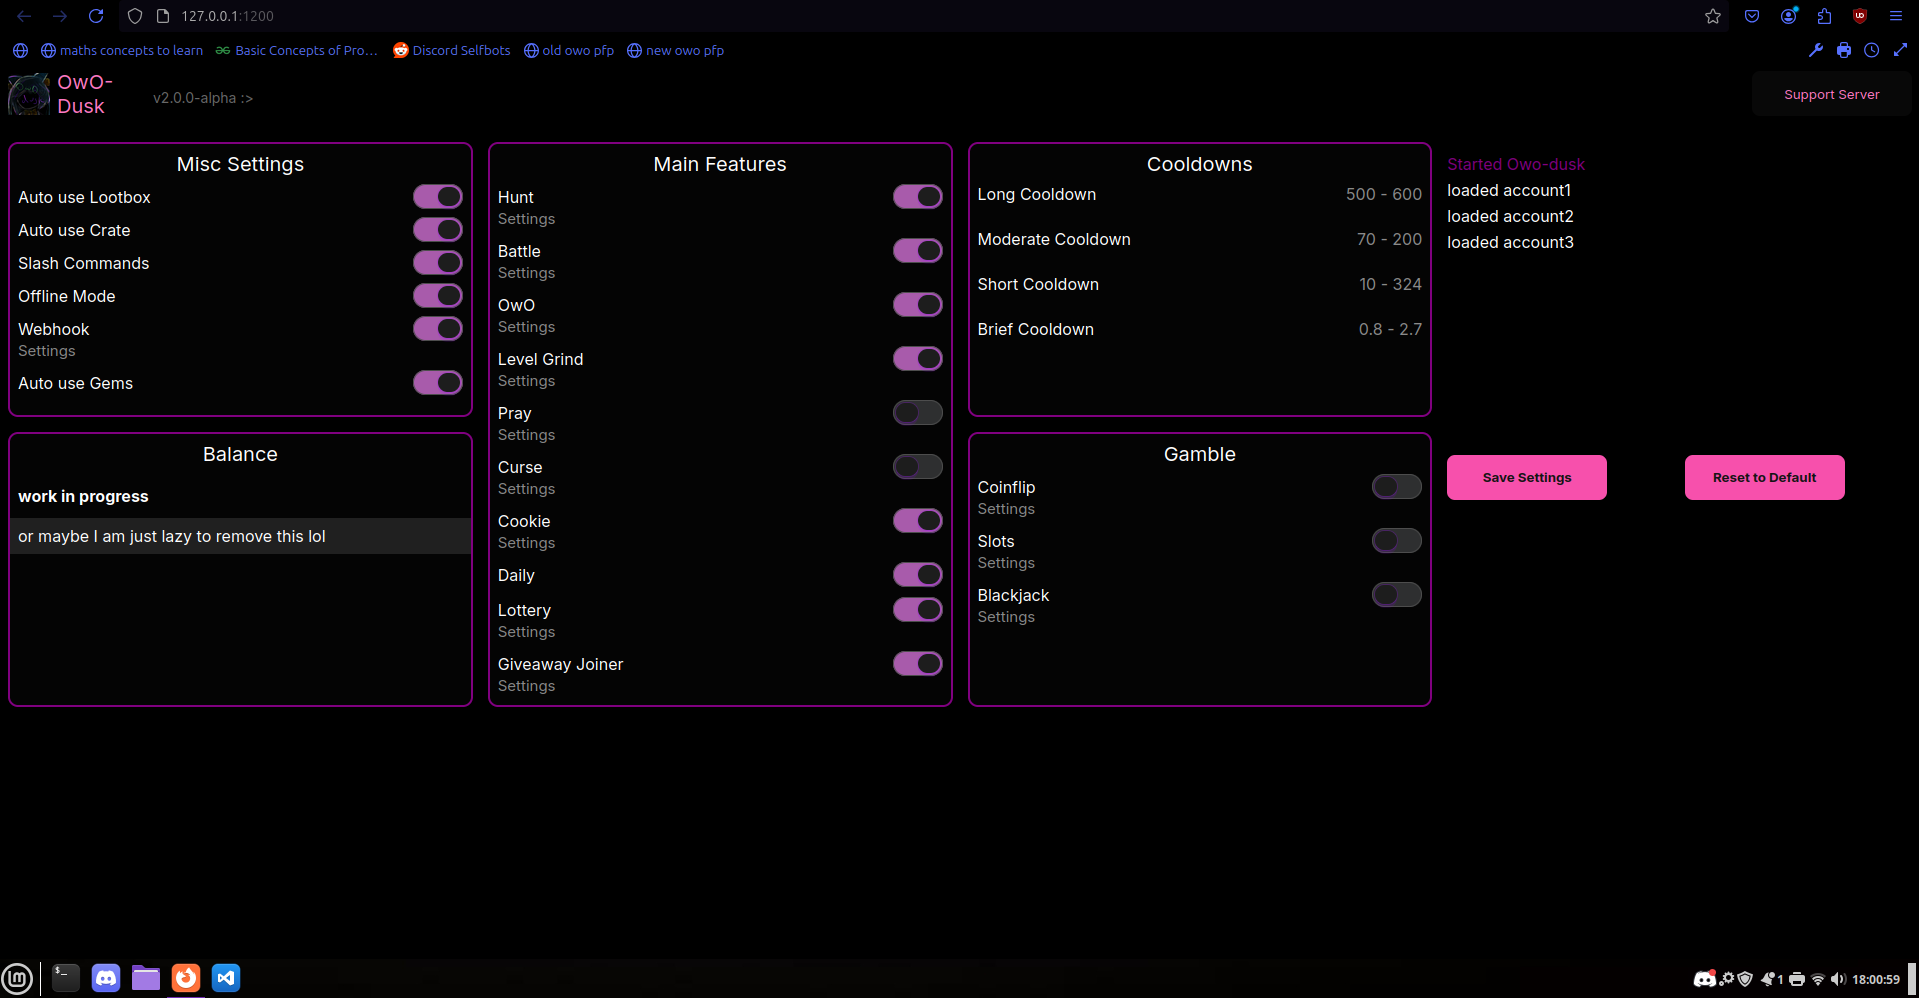 127.0.0.1:1200
maths concepts to learn
Basic Concepts of Pro...
Discord Selfbots
old owo pfp
new owo pfp
OwO-
Dusk
v2.0.0-alpha :>
Support Server
Misc Settings
Auto use Lootbox
Auto use Crate
Slash Commands
Offline Mode
Webhook
Settings
Auto use Gems
Balance
work in progress
or maybe I am just lazy to remove this lol
Main Features
Hunt
Settings
Battle
Settings
OwO
Settings
Level Grind
Settings
Pray
Settings
Curse
Settings
Cookie
Settings
Daily
Lottery
Settings
Giveaway Joiner
Settings
Cooldowns
Long Cooldown 500 - 600
Moderate Cooldown 70 - 200
Short Cooldown 10 - 324
Brief Cooldown 0.8 - 2.7
Gamble
Coinflip
Settings
Slots
Settings
Blackjack
Settings
Started Owo-dusk
loaded account1
loaded account2
loaded account3
Save Settings
Reset to Default
1
18:00:59